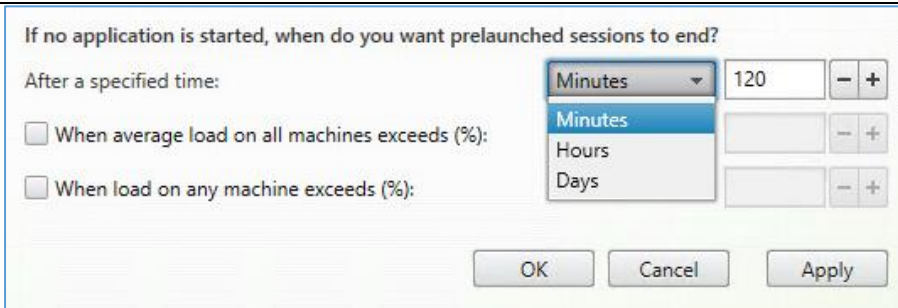 If no application is started, when do you want prelaunched sessions to end?
After a specified time: Minutes 120 - +
Minutes
When average load on all machines exceeds (%): - +
Hours
Days
When load on any machine exceeds (%): - +
OK Cancel Apply